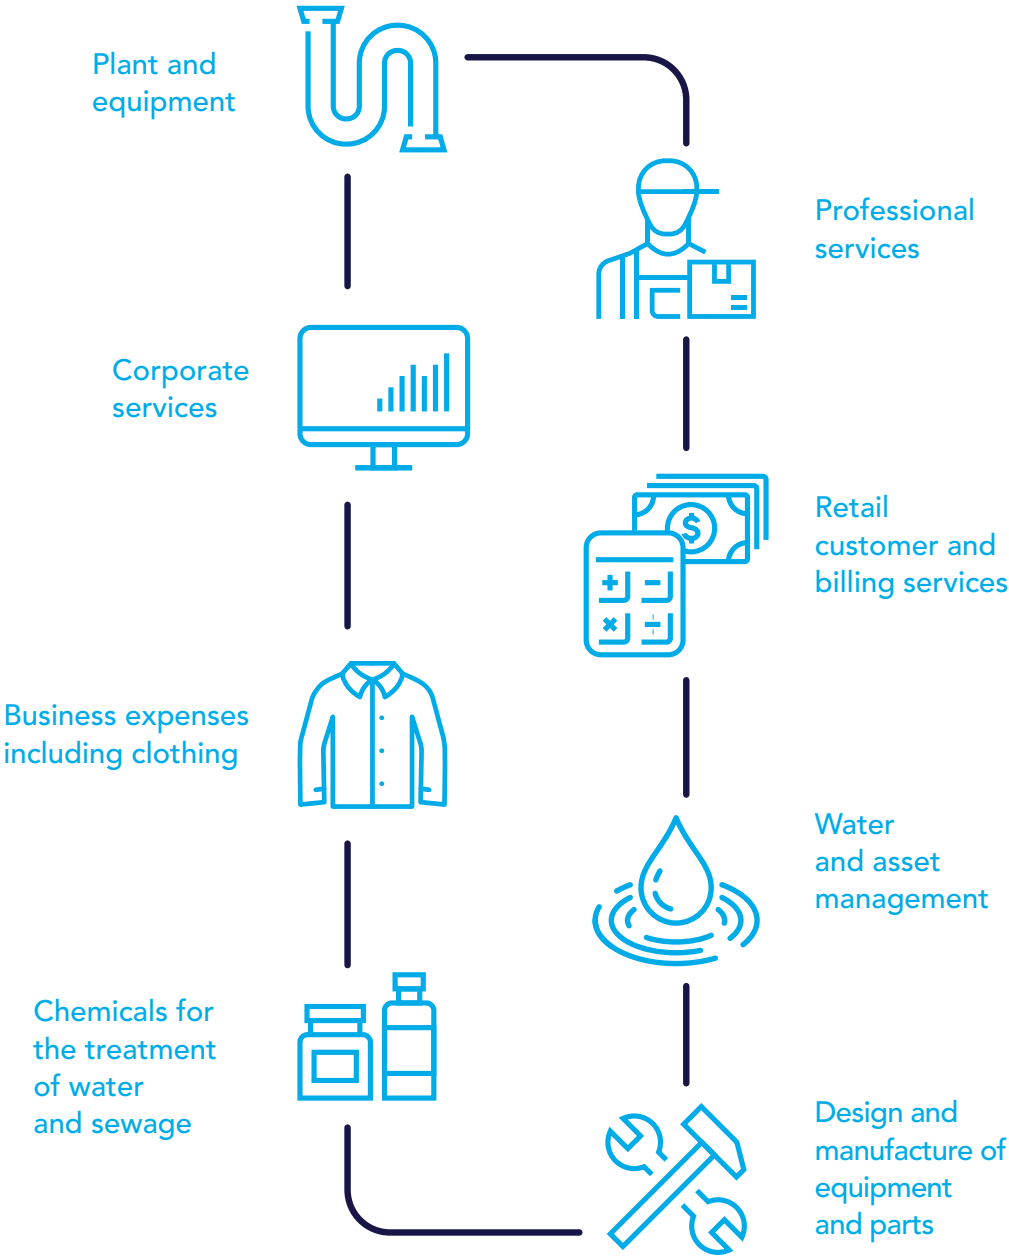 Plant and
equipment
Professional
services
Corporate
services
Retail
customer and
billing services
Business expenses
including clothing
Water
and asset
management
Chemicals for
the treatment
of water
and sewage
Design and
manufacture of
equipment
and parts